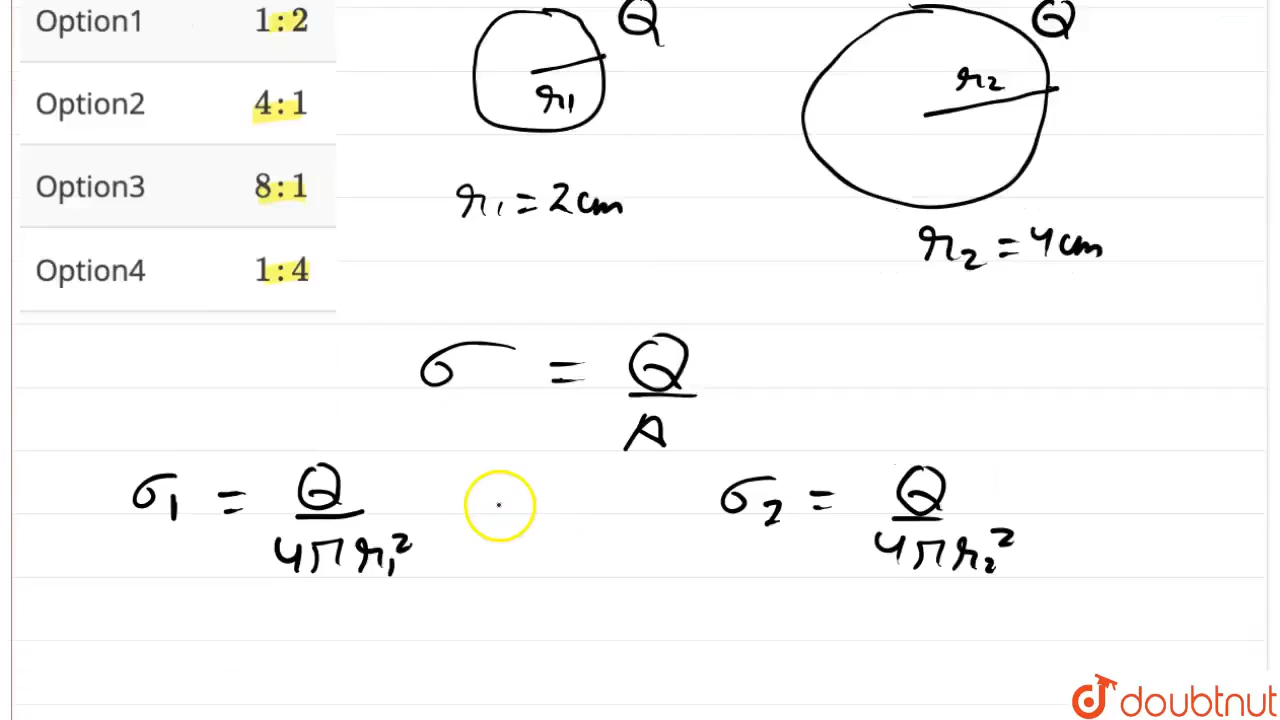 Option1 1:2
Option2 4:1
Option3 8:1
Option4 1:4
Q
r1
Q
r2
r1 = 2cm
r2 = 4cm
σ = Q/A
σ1 = Q/4πr1²
σ2 = Q/4πr2²
doubtnut